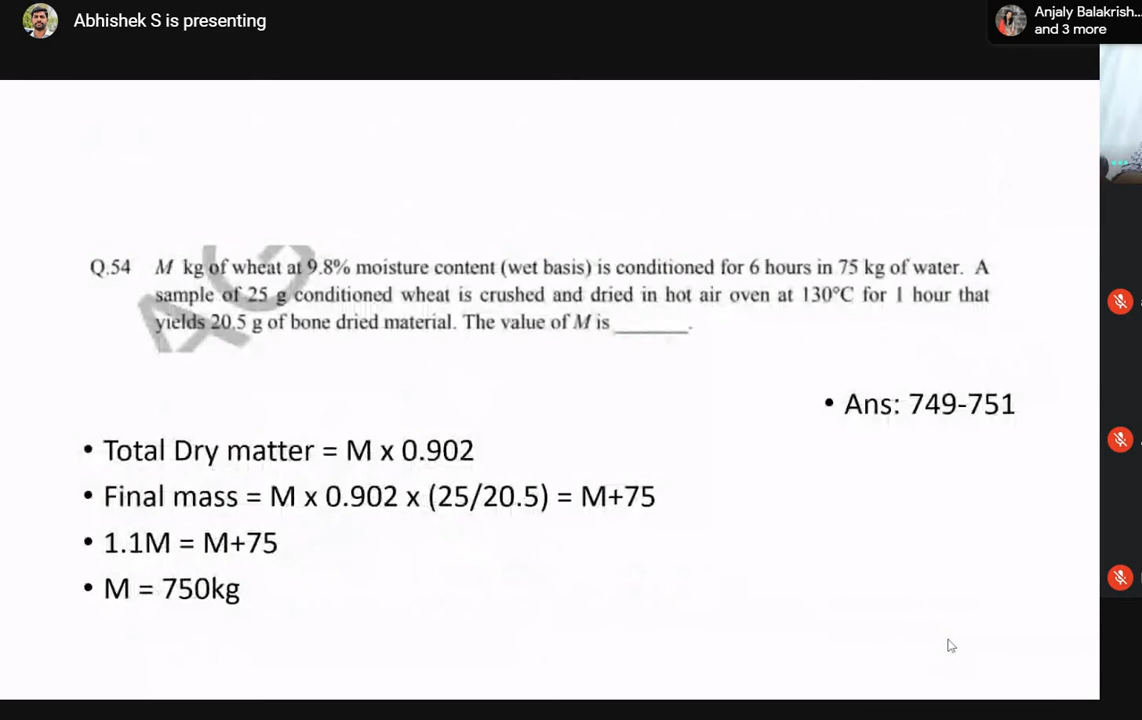 Abhishek S is presenting
Anjaly Balakrish...
and 3 more
Q.54 M kg of wheat at 9.8% moisture content (wet basis) is conditioned for 6 hours in 75 kg of water. A
sample of 25 g conditioned wheat is crushed and dried in hot air oven at 130°C for 1 hour that
yields 20.5 g of bone dried material. The value of M is ________.
• Ans: 749-751
• Total Dry matter = M x 0.902
• Final mass = M x 0.902 x (25/20.5) = M+75
• 1.1M = M+75
• M = 750kg